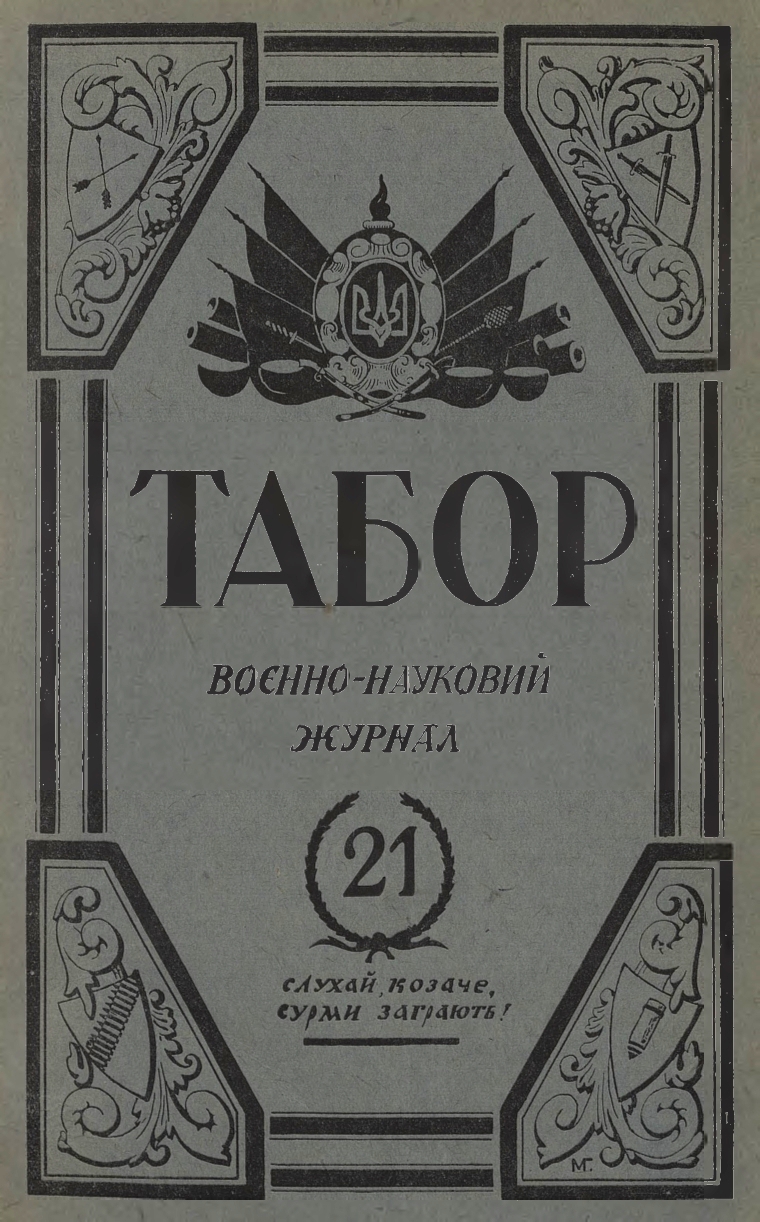 ТАБОР
ВОЄННО-НАУКОВИЙ
ЖУРНАЛ
21
СЛУХАЙ, КОЗАЧЕ,
СУРМИ ЗАГРАЮТЬ!
МГ.